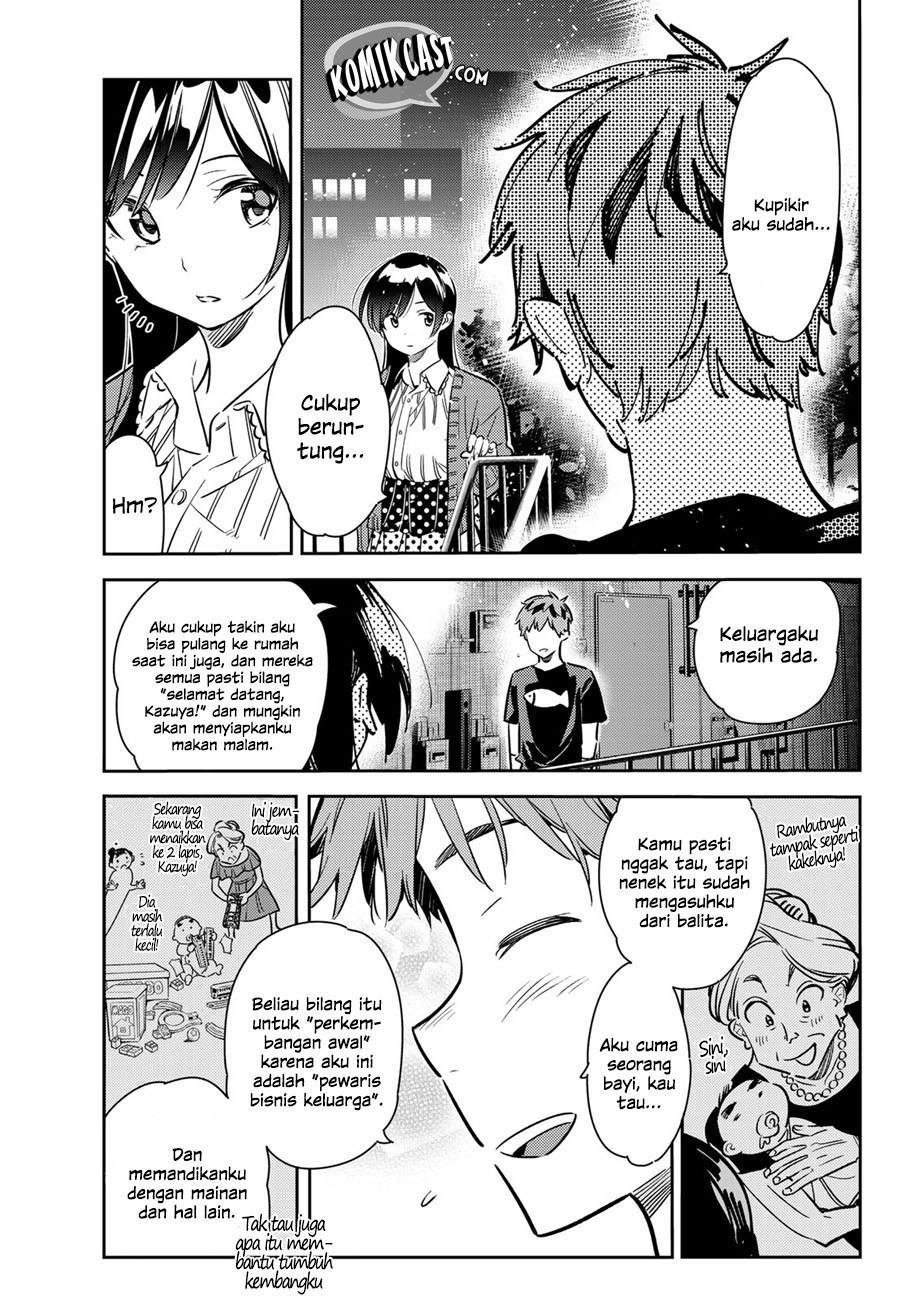 KOMIKCAST
.COM
Kupikir
aku sudah...
Cukup
berun-
tung...
Hm?
Keluargaku
masih ada.
Aku cukup takin aku
bisa pulang ke rumah
saat ini juga, dan mereka
semua pasti bilang
"selamat datang,
Kazuya!" dan mungkin
akan menyiapkanku
makan malam.
Rambutnya
tampak seperti
kakeknya!
Sini,
sini
Kamu pasti
nggak tau, tapi
nenek itu sudah
mengasuhku
dari balita.
Aku cuma
seorang
bayi, kau
tau...
Ini jem-
batanya
Sekarang
kamu bisa
menaikkan
ke 2 lapis,
Kazuya!
Dia
masih
terlalu
kecil!
Beliau bilang itu
untuk "perkem-
bangan awal"
karena aku ini
adalah "pewaris
bisnis keluarga".
Dan
memandikanku
dengan mainan
dan hal lain.
Tak tau juga
apa itu mem-
bantu tumbuh
kembangku